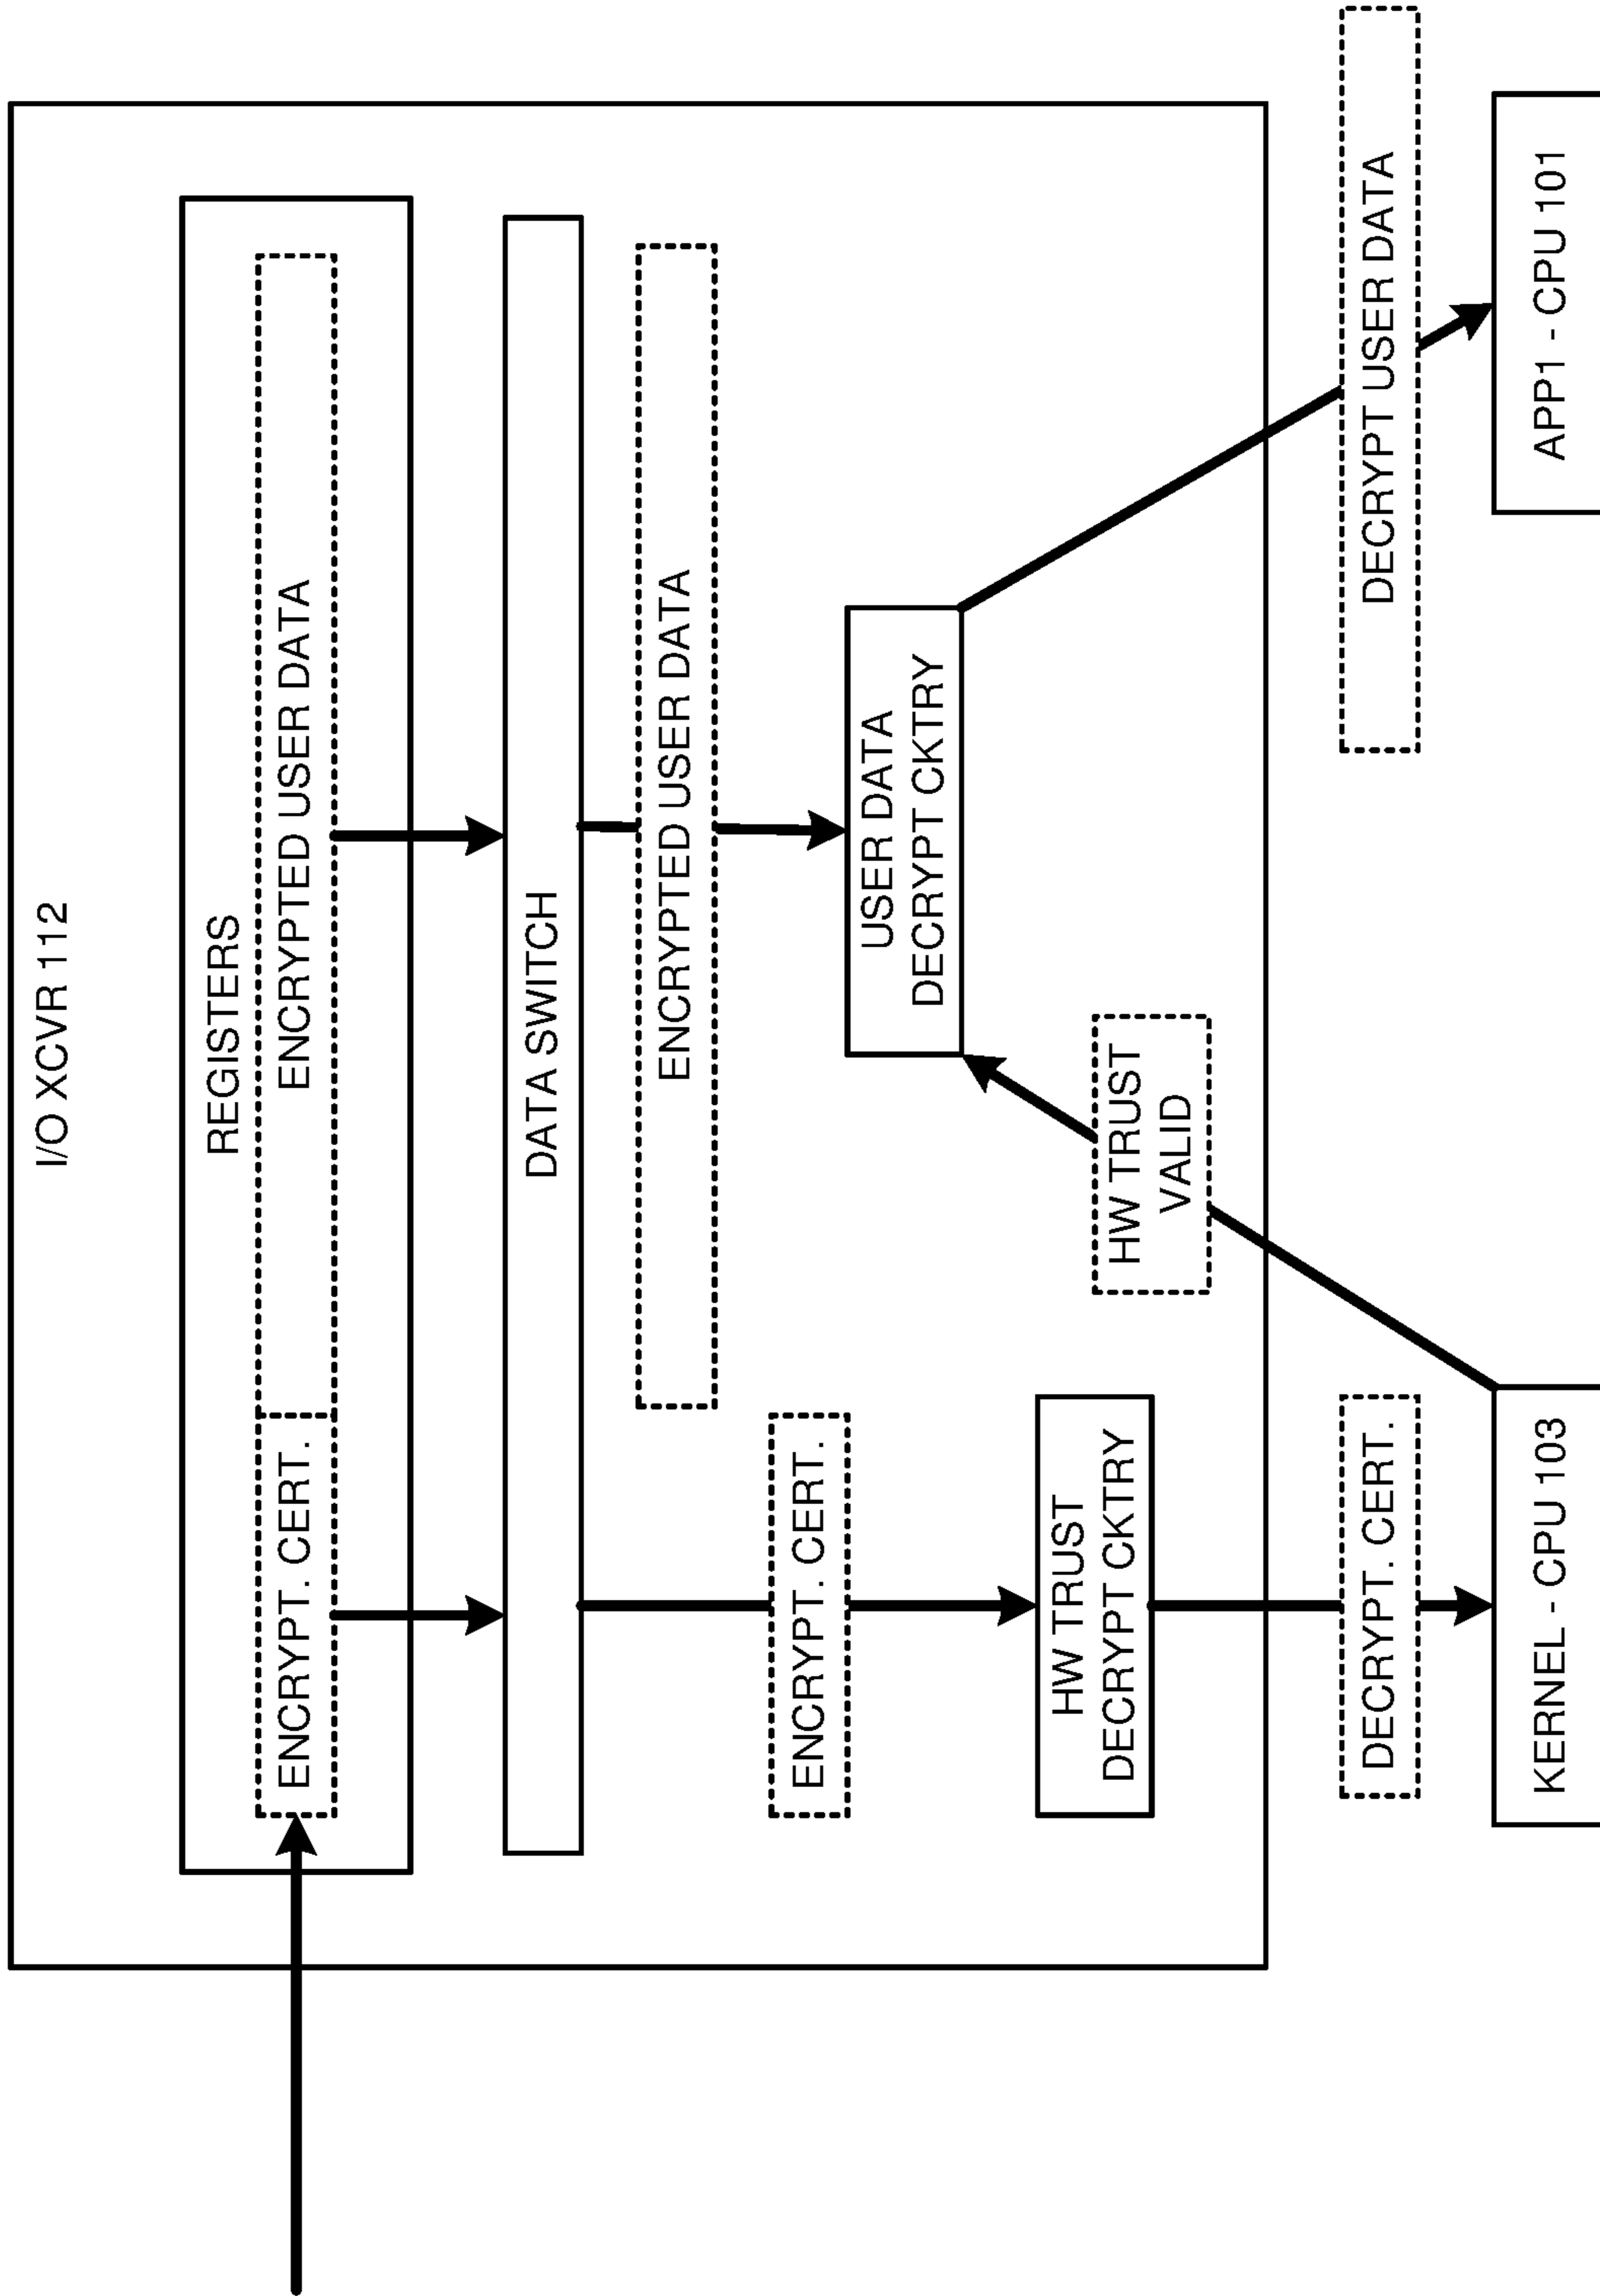 I/O XCVR 112
REGISTERS
ENCRYPT. CERT.
ENCRYPTED USER DATA
DATA SWITCH
ENCRYPTED USER DATA
ENCRYPT. CERT.
USER DATA
DECRYPT CKTRY
HW TRUST
DECRYPT CKTRY
HW TRUST
VALID
DECRYPT. CERT.
DECRYPT USER DATA
KERNEL - CPU 103
APP1 - CPU 101